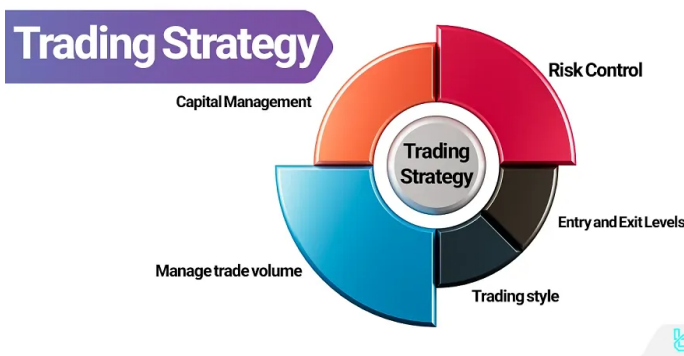 Trading Strategy
Capital Management
Risk Control
Trading
Strategy
Entry and Exit Levels
Manage trade volume
Trading style